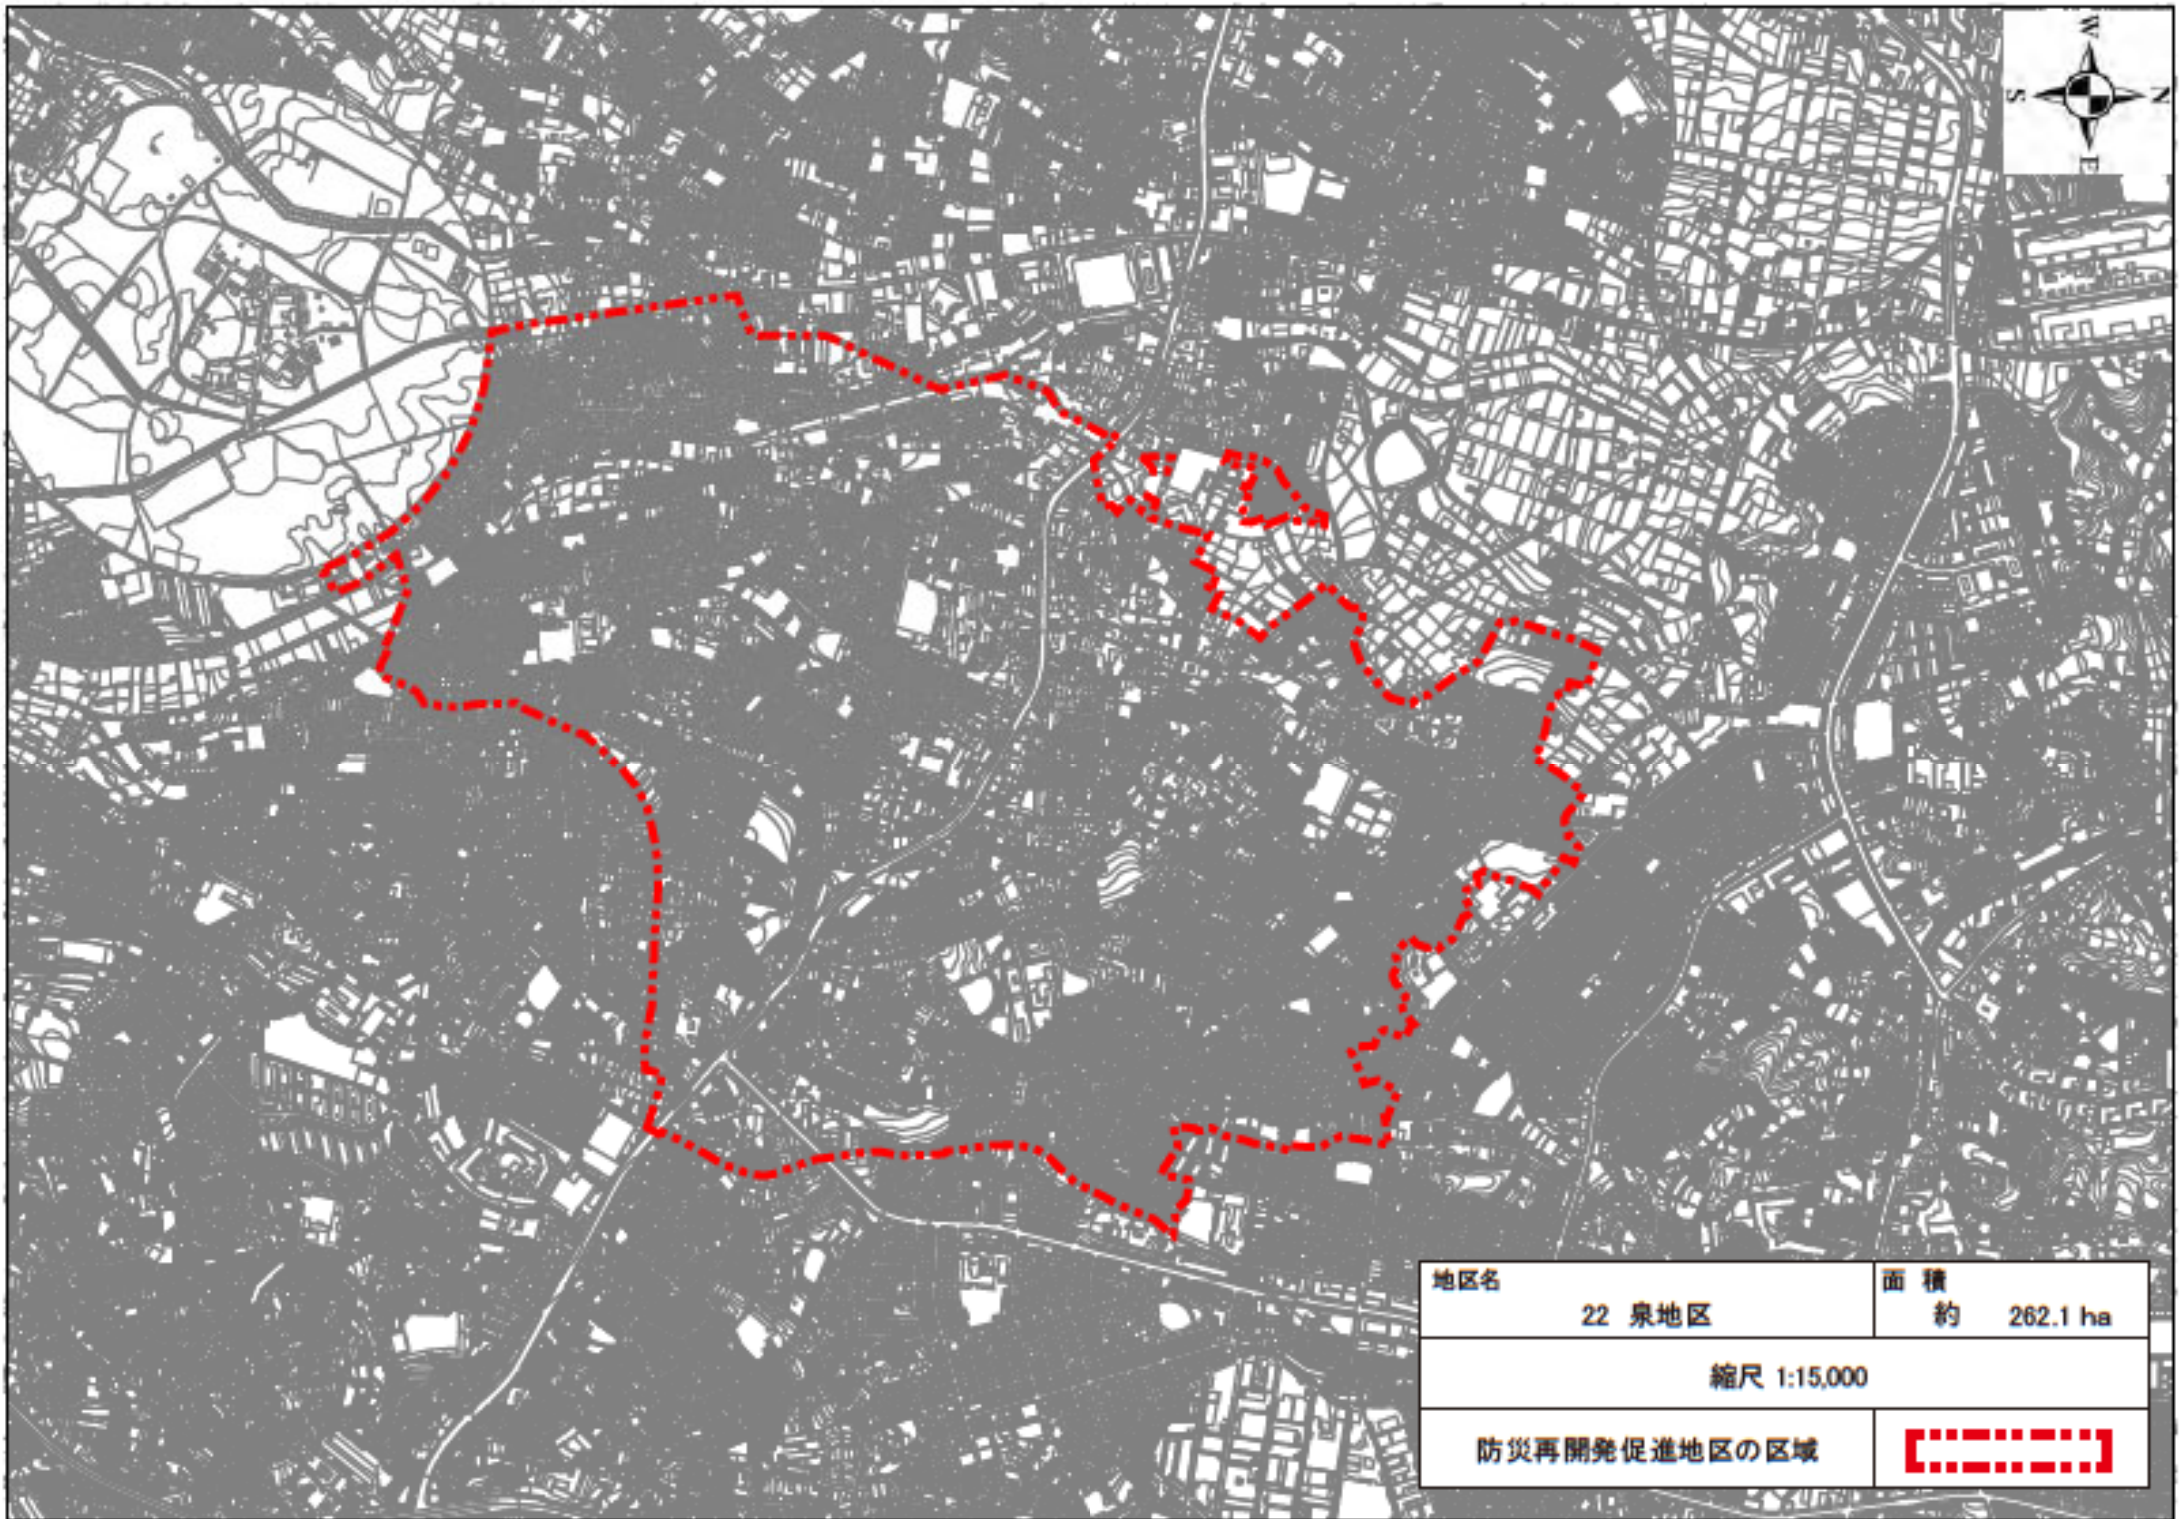 W
S
N
E
地区名
22 泉地区
面 積
約 262.1 ha
縮尺 1:15,000
防災再開発促進地区の区域